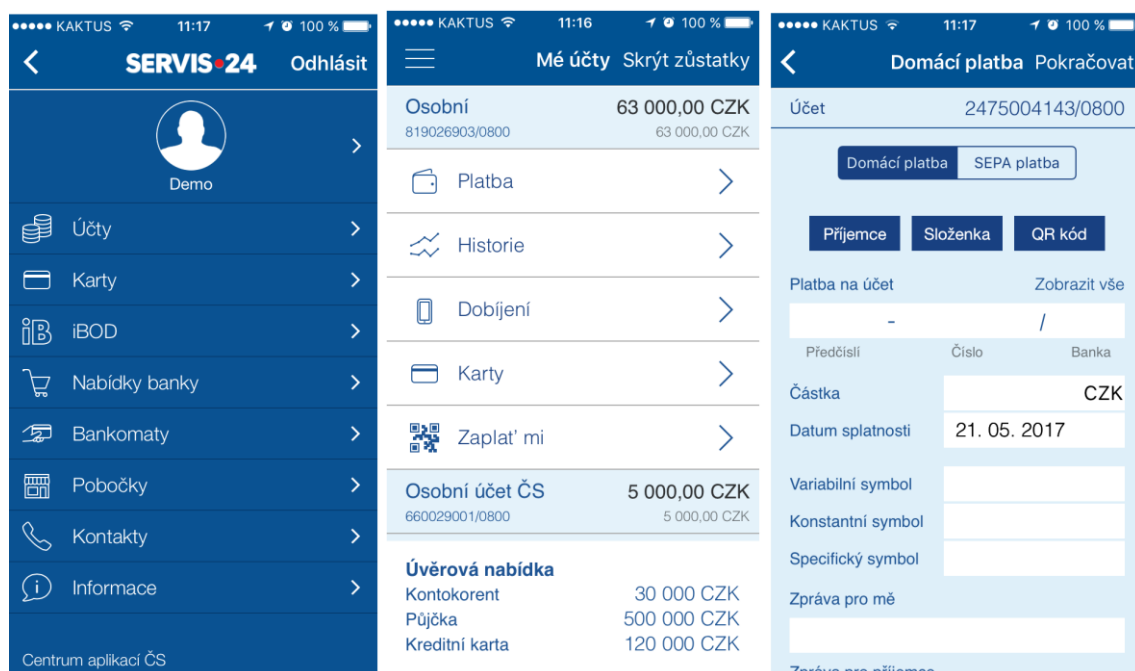 KAKTUS 11:17 100 %
SERVIS 24 Odhlásit
Demo
Účty
Karty
iB iBOD
Nabídky banky
Bankomaty
Pobočky
Kontakty
i Informace
Centrum aplikací ČS
KAKTUS 11:16 100 %
Mé účty Skrýt zůstatky
Osobní 63 000,00 CZK
819026903/0800 63 000,00 CZK
Platba
Historie
Dobíjení
Karty
Zaplať mi
Osobní účet ČS 5 000,00 CZK
660029001/0800 5 000,00 CZK
Úvěrová nabídka
Kontokorent 30 000 CZK
Půjčka 500 000 CZK
Kreditní karta 120 000 CZK
KAKTUS 11:17 100 %
Domácí platba Pokračovat
Účet 2475004143/0800
Domácí platba SEPA platba
Příjemce Složenka QR kód
Platba na účet Zobrazit vše
- /
Předčíslí Číslo Banka
Částka CZK
Datum splatnosti 21. 05. 2017
Variabilní symbol
Konstantní symbol
Specifický symbol
Zpráva pro mě
Zpráva pro příjemce